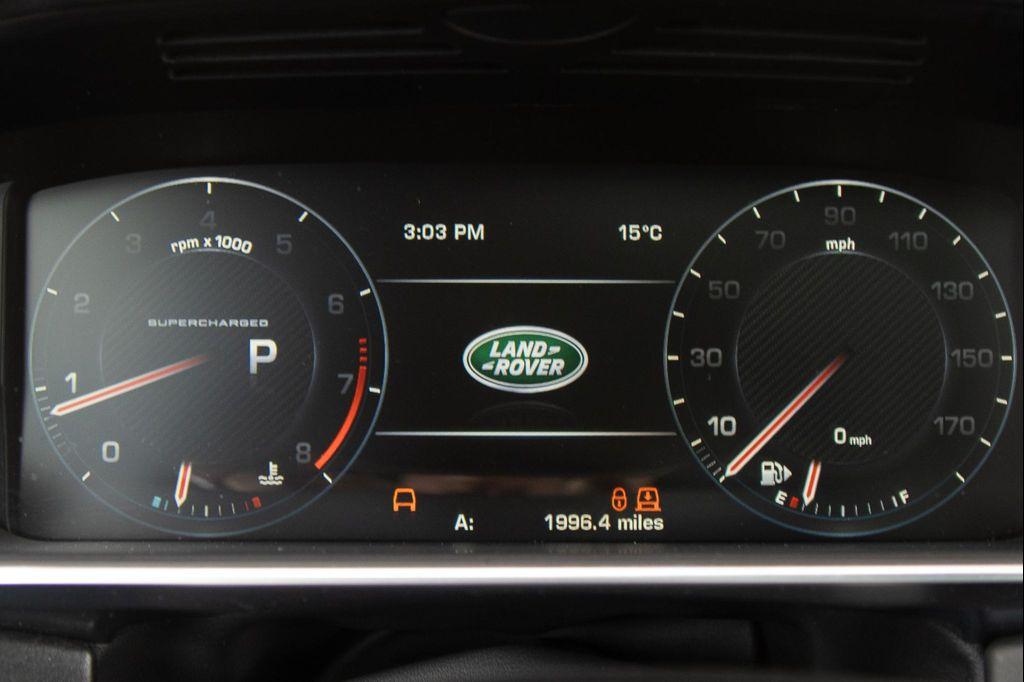 3:03 PM
15°C
4
3
5
rpm x 1000
2
6
SUPERCHARGED
P
1
7
0
8
LAND
ROVER
90
70
110
mph
50
130
30
150
10
170
0 mph
E
F
A:
1996.4 miles